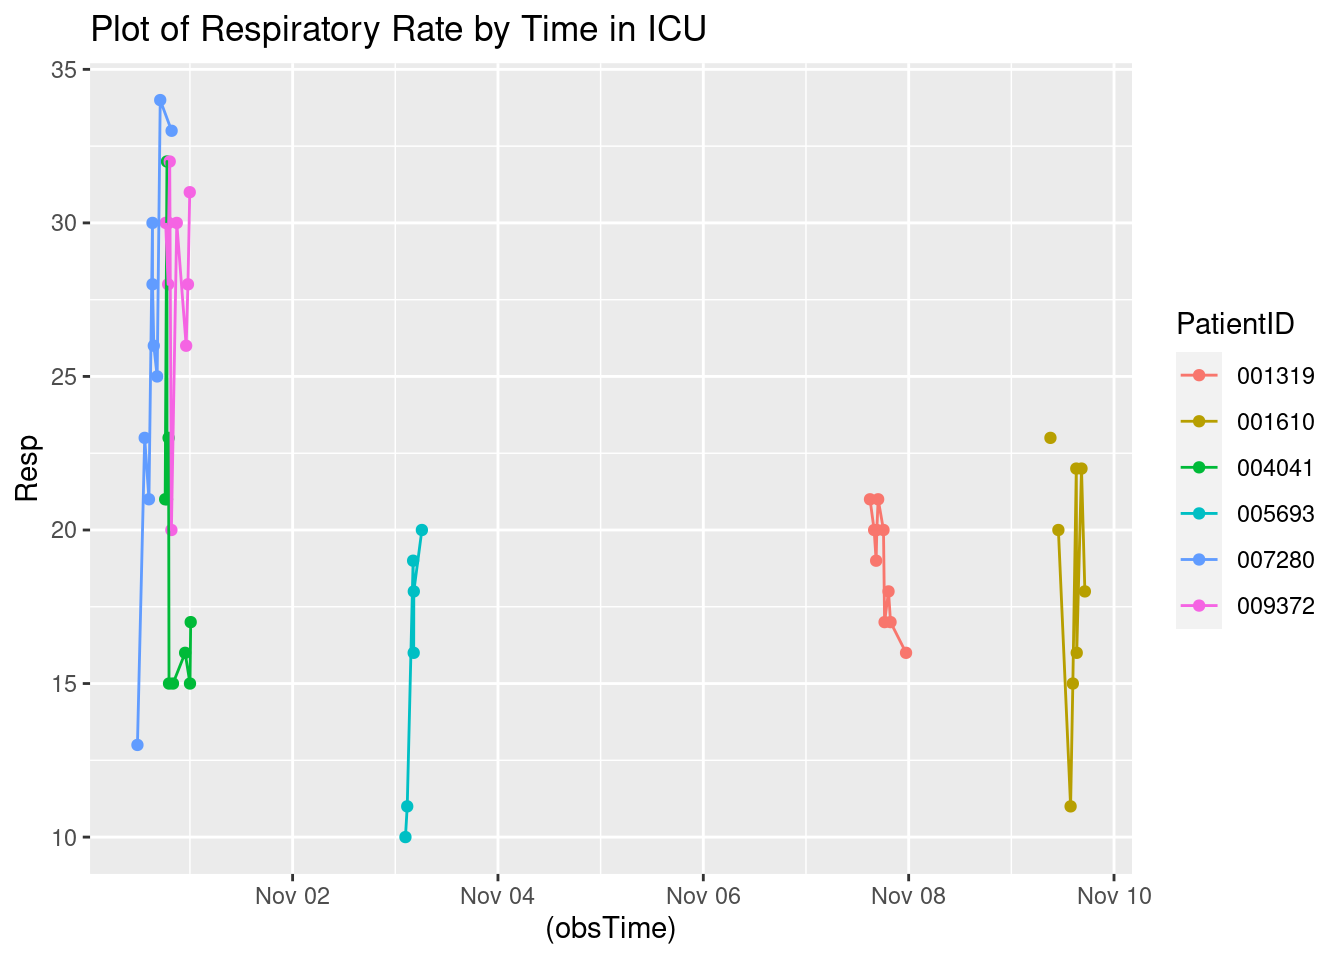 Plot of Respiratory Rate by Time in ICU
35
30
25
20
15
10
Resp
Nov 02
Nov 04
Nov 06
Nov 08
Nov 10
(obsTime)
PatientID
001319
001610
004041
005693
007280
009372